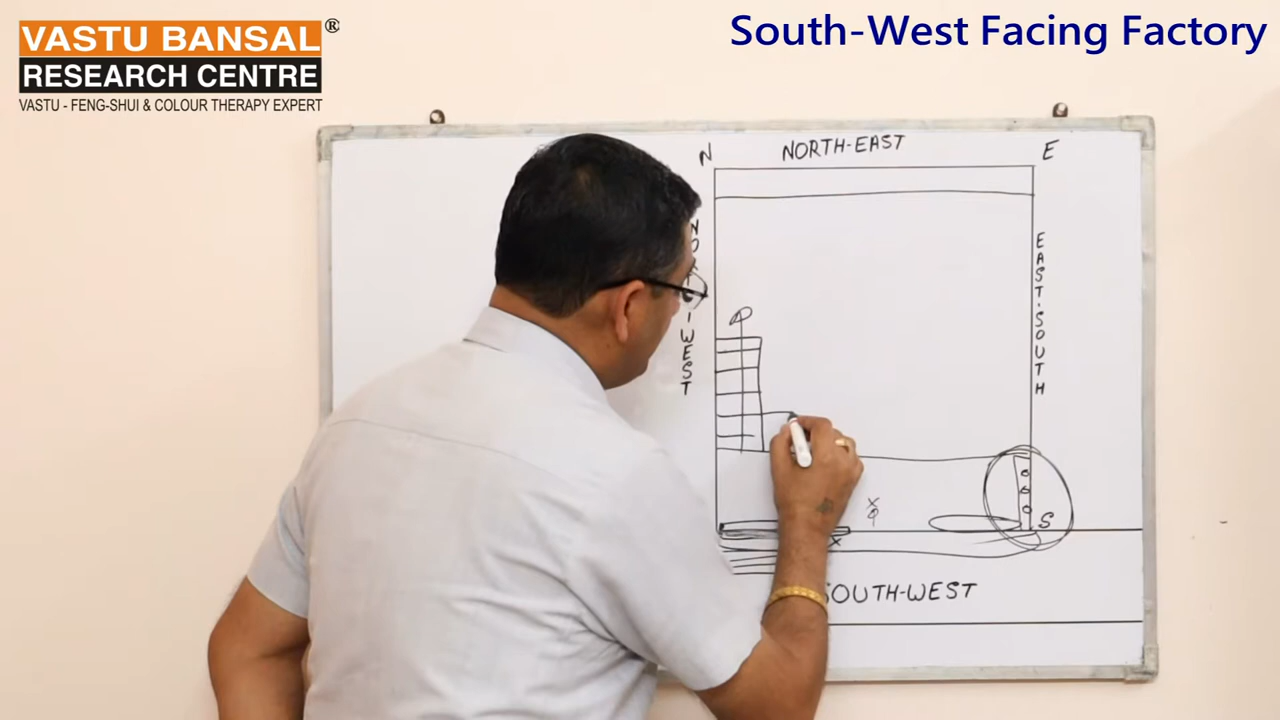 VASTU BANSAL®
RESEARCH CENTRE
VASTU - FENG-SHUI & COLOUR THERAPY EXPERT
South-West Facing Factory
N
NORTH-EAST
E
EAST-SOUTH
S
SOUTH-WEST